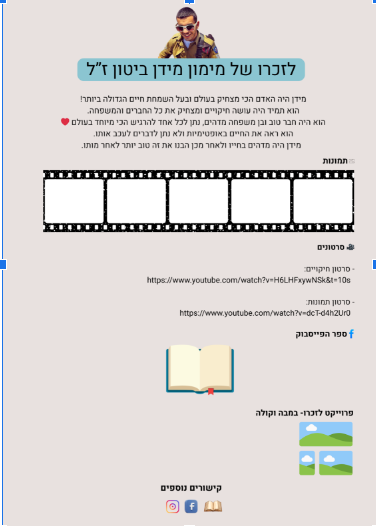 לזכרו של מימון מידן ביטון ז"ל
מידן היה האדם הכי מצחיק בעולם ובעל השמחת חיים הגדולה ביותר!
הוא תמיד היה עושה חיקויים ומצחיק את כל החברים והמשפחה.
הוא היה חבר טוב ובן משפחה מדהים, נתן לכל אחד להרגיש הכי מיוחד בעולם ❤️
הוא ראה את החיים באופטימיות ולא נתן לדברים לעכב אותו.
מידן היה מדהים בחייו ולאחר מכן הבנו את זה טוב יותר לאחר מותו.
תמונות
סרטונים
- סרטון חיקויים:
https://www.youtube.com/watch?v=H6LHFxywNSk&t=10s
- סרטון תמונות:
https://www.youtube.com/watch?v=dcT-d4h2Ur0
ספר הפייסבוק
פרוייקט לזכרו- במבה וקולה
קישורים נוספים